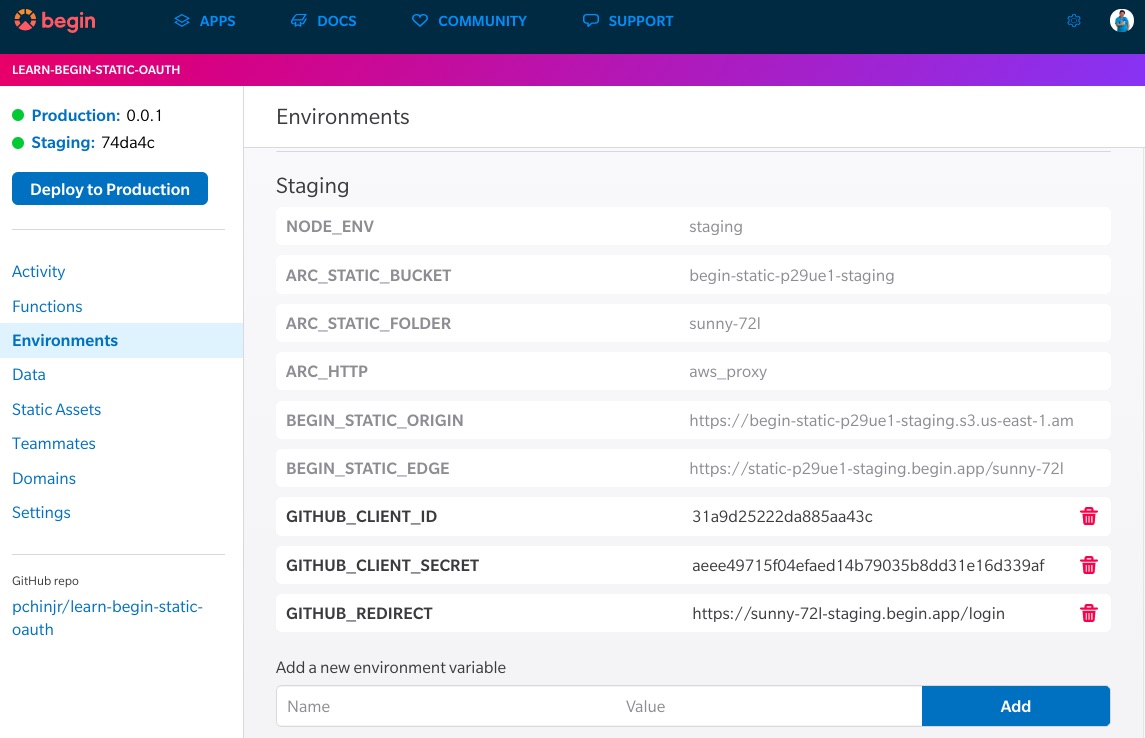 begin
APPS
DOCS
COMMUNITY
SUPPORT
LEARN-BEGIN-STATIC-OAUTH
Production: 0.0.1
Staging: 74da4c
Deploy to Production
Activity
Functions
Environments
Data
Static Assets
Teammates
Domains
Settings
GitHub repo
pchinjr/learn-begin-static-
oauth
Environments
Staging
NODE_ENV staging
ARC_STATIC_BUCKET begin-static-p29ue1-staging
ARC_STATIC_FOLDER sunny-72l
ARC_HTTP aws_proxy
BEGIN_STATIC_ORIGIN https://begin-static-p29ue1-staging.s3.us-east-1.am
BEGIN_STATIC_EDGE https://static-p29ue1-staging.begin.app/sunny-72l
GITHUB_CLIENT_ID 31a9d25222da885aa43c
GITHUB_CLIENT_SECRET aeee49715f04efaed14b79035b8dd31e16d339af
GITHUB_REDIRECT https://sunny-72l-staging.begin.app/login
Add a new environment variable
Name Value Add